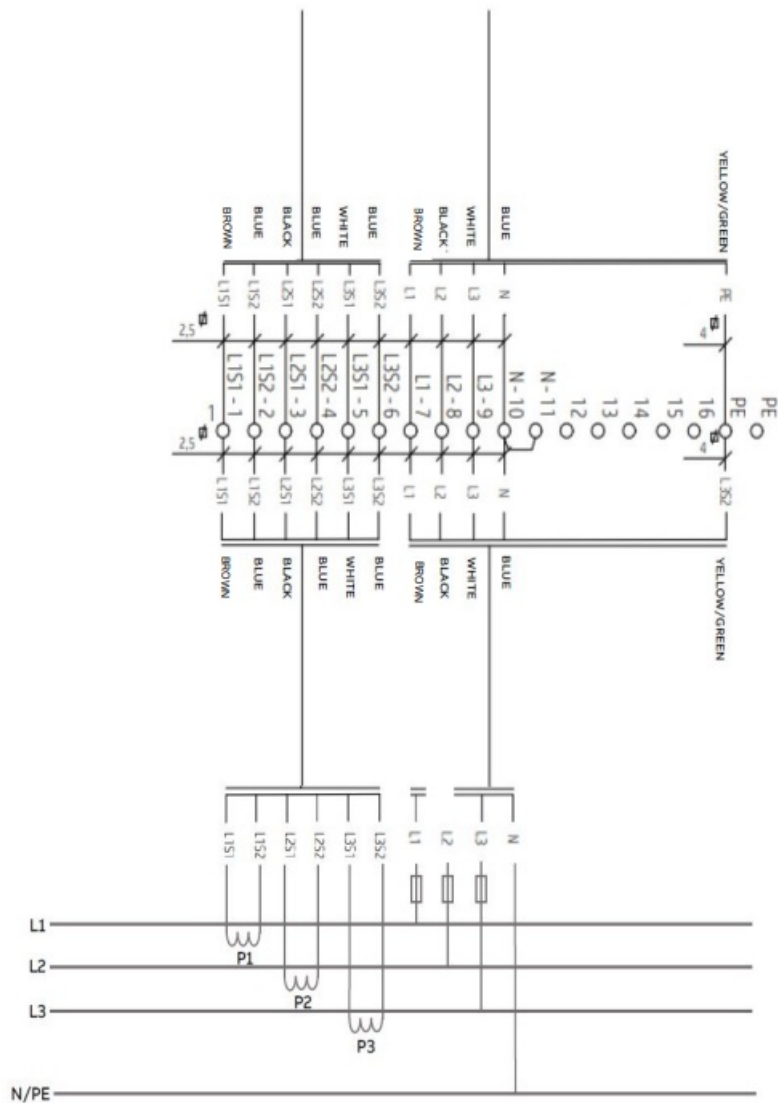 BROWN BLUE BLACK BLUE WHITE BLUE BROWN BLACK WHITE BLUE YELLOW/GREEN
L1S1 L1S2 L2S1 L2S2 L3S1 L3S2 L1 L2 L3 N PE
2,5 4
L1S1 - 1 L1S2 - 2 L2S1 - 3 L2S2 - 4 L3S1 - 5 L3S2 - 6 L1 - 7 L2 - 8 L3 - 9 N - 10 N - 11 12 13 14 15 16 PE PE
1
2,5 4
L1S1 L1S2 L2S1 L2S2 L3S1 L3S2 L1 L2 L3 N L3S2
BROWN BLUE BLACK BLUE WHITE BLUE BROWN BLACK WHITE BLUE YELLOW/GREEN
L1S1 L1S2 L2S1 L2S2 L3S1 L3S2 L1 L2 L3 N
L1
P1
L2
P2
L3
P3
N/PE